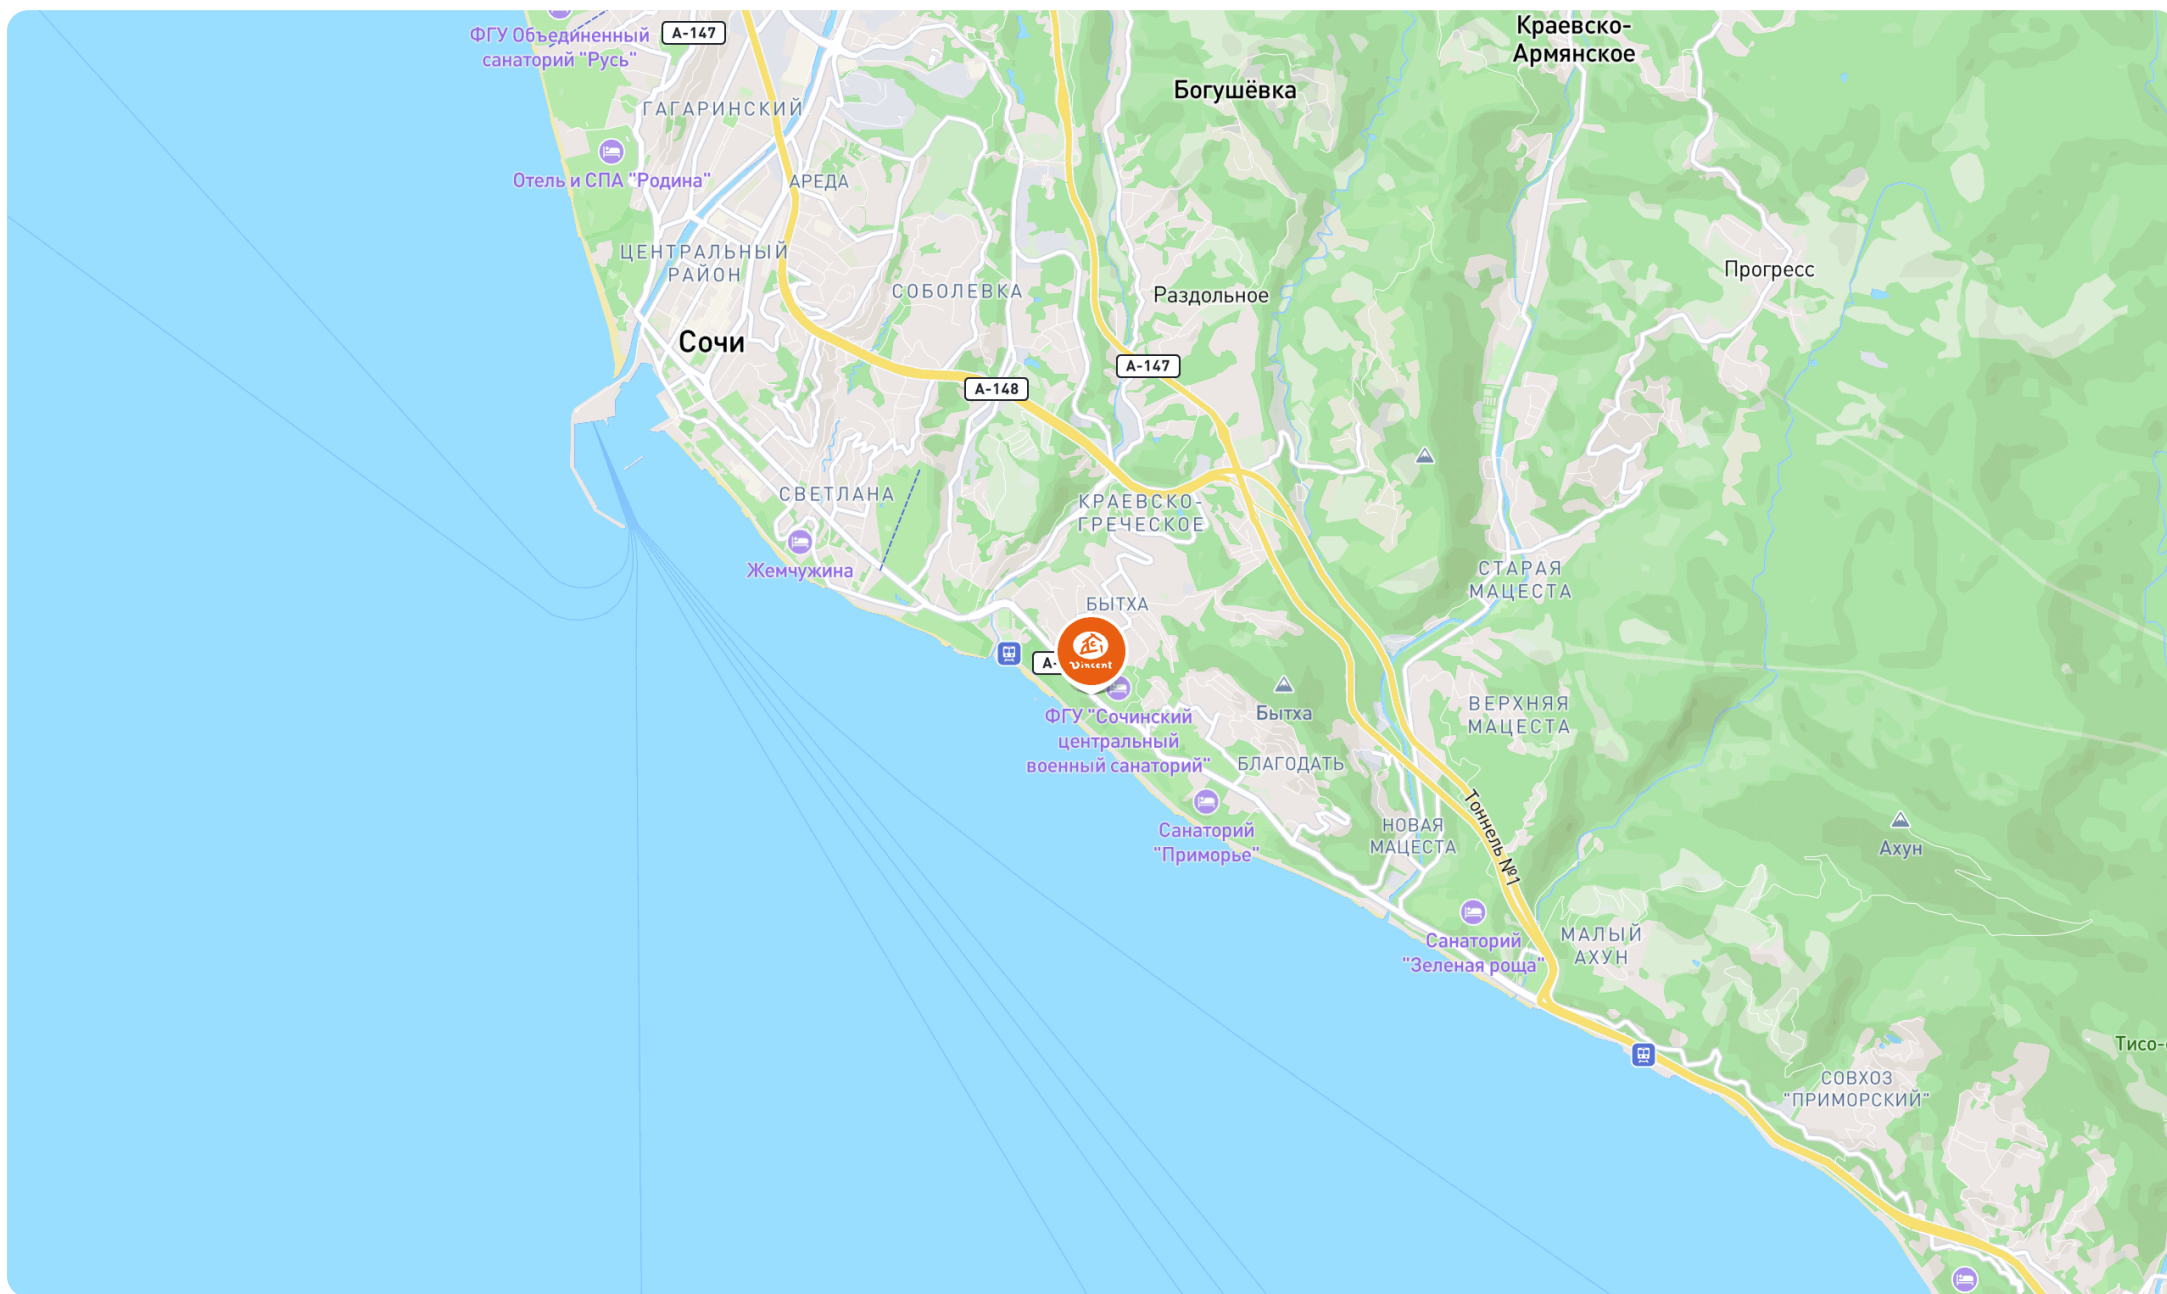 ФГУ Объединенный
санаторий "Русь"
А-147
Краевско-
Армянское
Богушёвка
ГАГАРИНСКИЙ
Отель и СПА "Родина"
АРЕДА
ЦЕНТРАЛЬНЫЙ
РАЙОН
СОБОЛЕВКА
Раздольное
Прогресс
Сочи
А-147
А-148
СВЕТЛАНА
КРАЕВСКО-
ГРЕЧЕСКОЕ
Жемчужина
СТАРАЯ
МАЦЕСТА
БЫТХА
Vincent
А-
ФГУ "Сочинский
центральный
военный санаторий"
Бытха
ВЕРХНЯЯ
МАЦЕСТА
БЛАГОДАТЬ
Санаторий
"Приморье"
НОВАЯ
МАЦЕСТА
Тоннель №1
Ахун
Санаторий
"Зеленая роща"
МАЛЫЙ
АХУН
Тисо-
СОВХОЗ
"ПРИМОРСКИЙ"